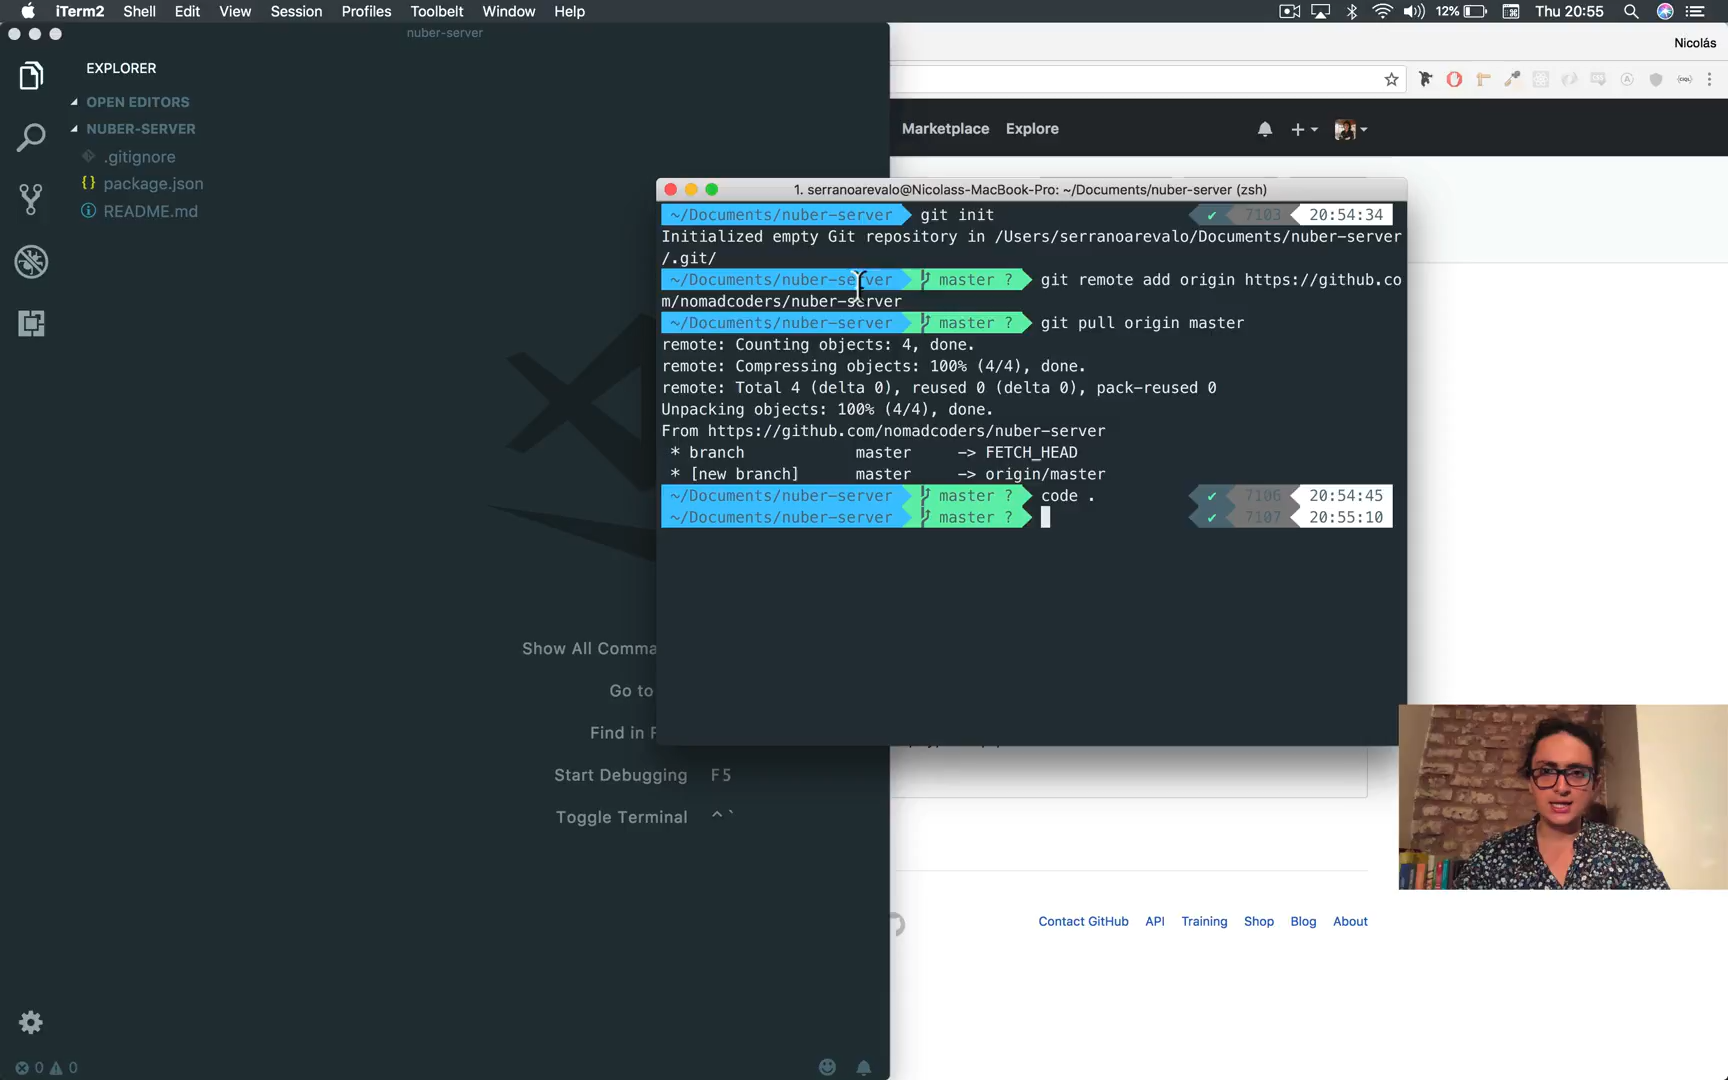 iTerm2 Shell Edit View Session Profiles Toolbelt Window Help
12% Thu 20:55
nuber-server
Nicolás
EXPLORER
OPEN EDITORS
NUBER-SERVER
.gitignore
{} package.json
README.md
Marketplace Explore
1. serranoarevalo@Nicolass-MacBook-Pro: ~/Documents/nuber-server (zsh)
~/Documents/nuber-server git init ✔ 7103 20:54:34
Initialized empty Git repository in /Users/serranoarevalo/Documents/nuber-server
/.git/
~/Documents/nuber-server master ? git remote add origin https://github.co
m/nomadcoders/nuber-server
~/Documents/nuber-server master ? git pull origin master
remote: Counting objects: 4, done.
remote: Compressing objects: 100% (4/4), done.
remote: Total 4 (delta 0), reused 0 (delta 0), pack-reused 0
Unpacking objects: 100% (4/4), done.
From https://github.com/nomadcoders/nuber-server
* branch master -> FETCH_HEAD
* [new branch] master -> origin/master
~/Documents/nuber-server master ? code . ✔ 7106 20:54:45
~/Documents/nuber-server master ? ✔ 7107 20:55:10
Show All Comma
Go to
Find in F
Start Debugging F5
Toggle Terminal ^ `
Contact GitHub API Training Shop Blog About
0 0